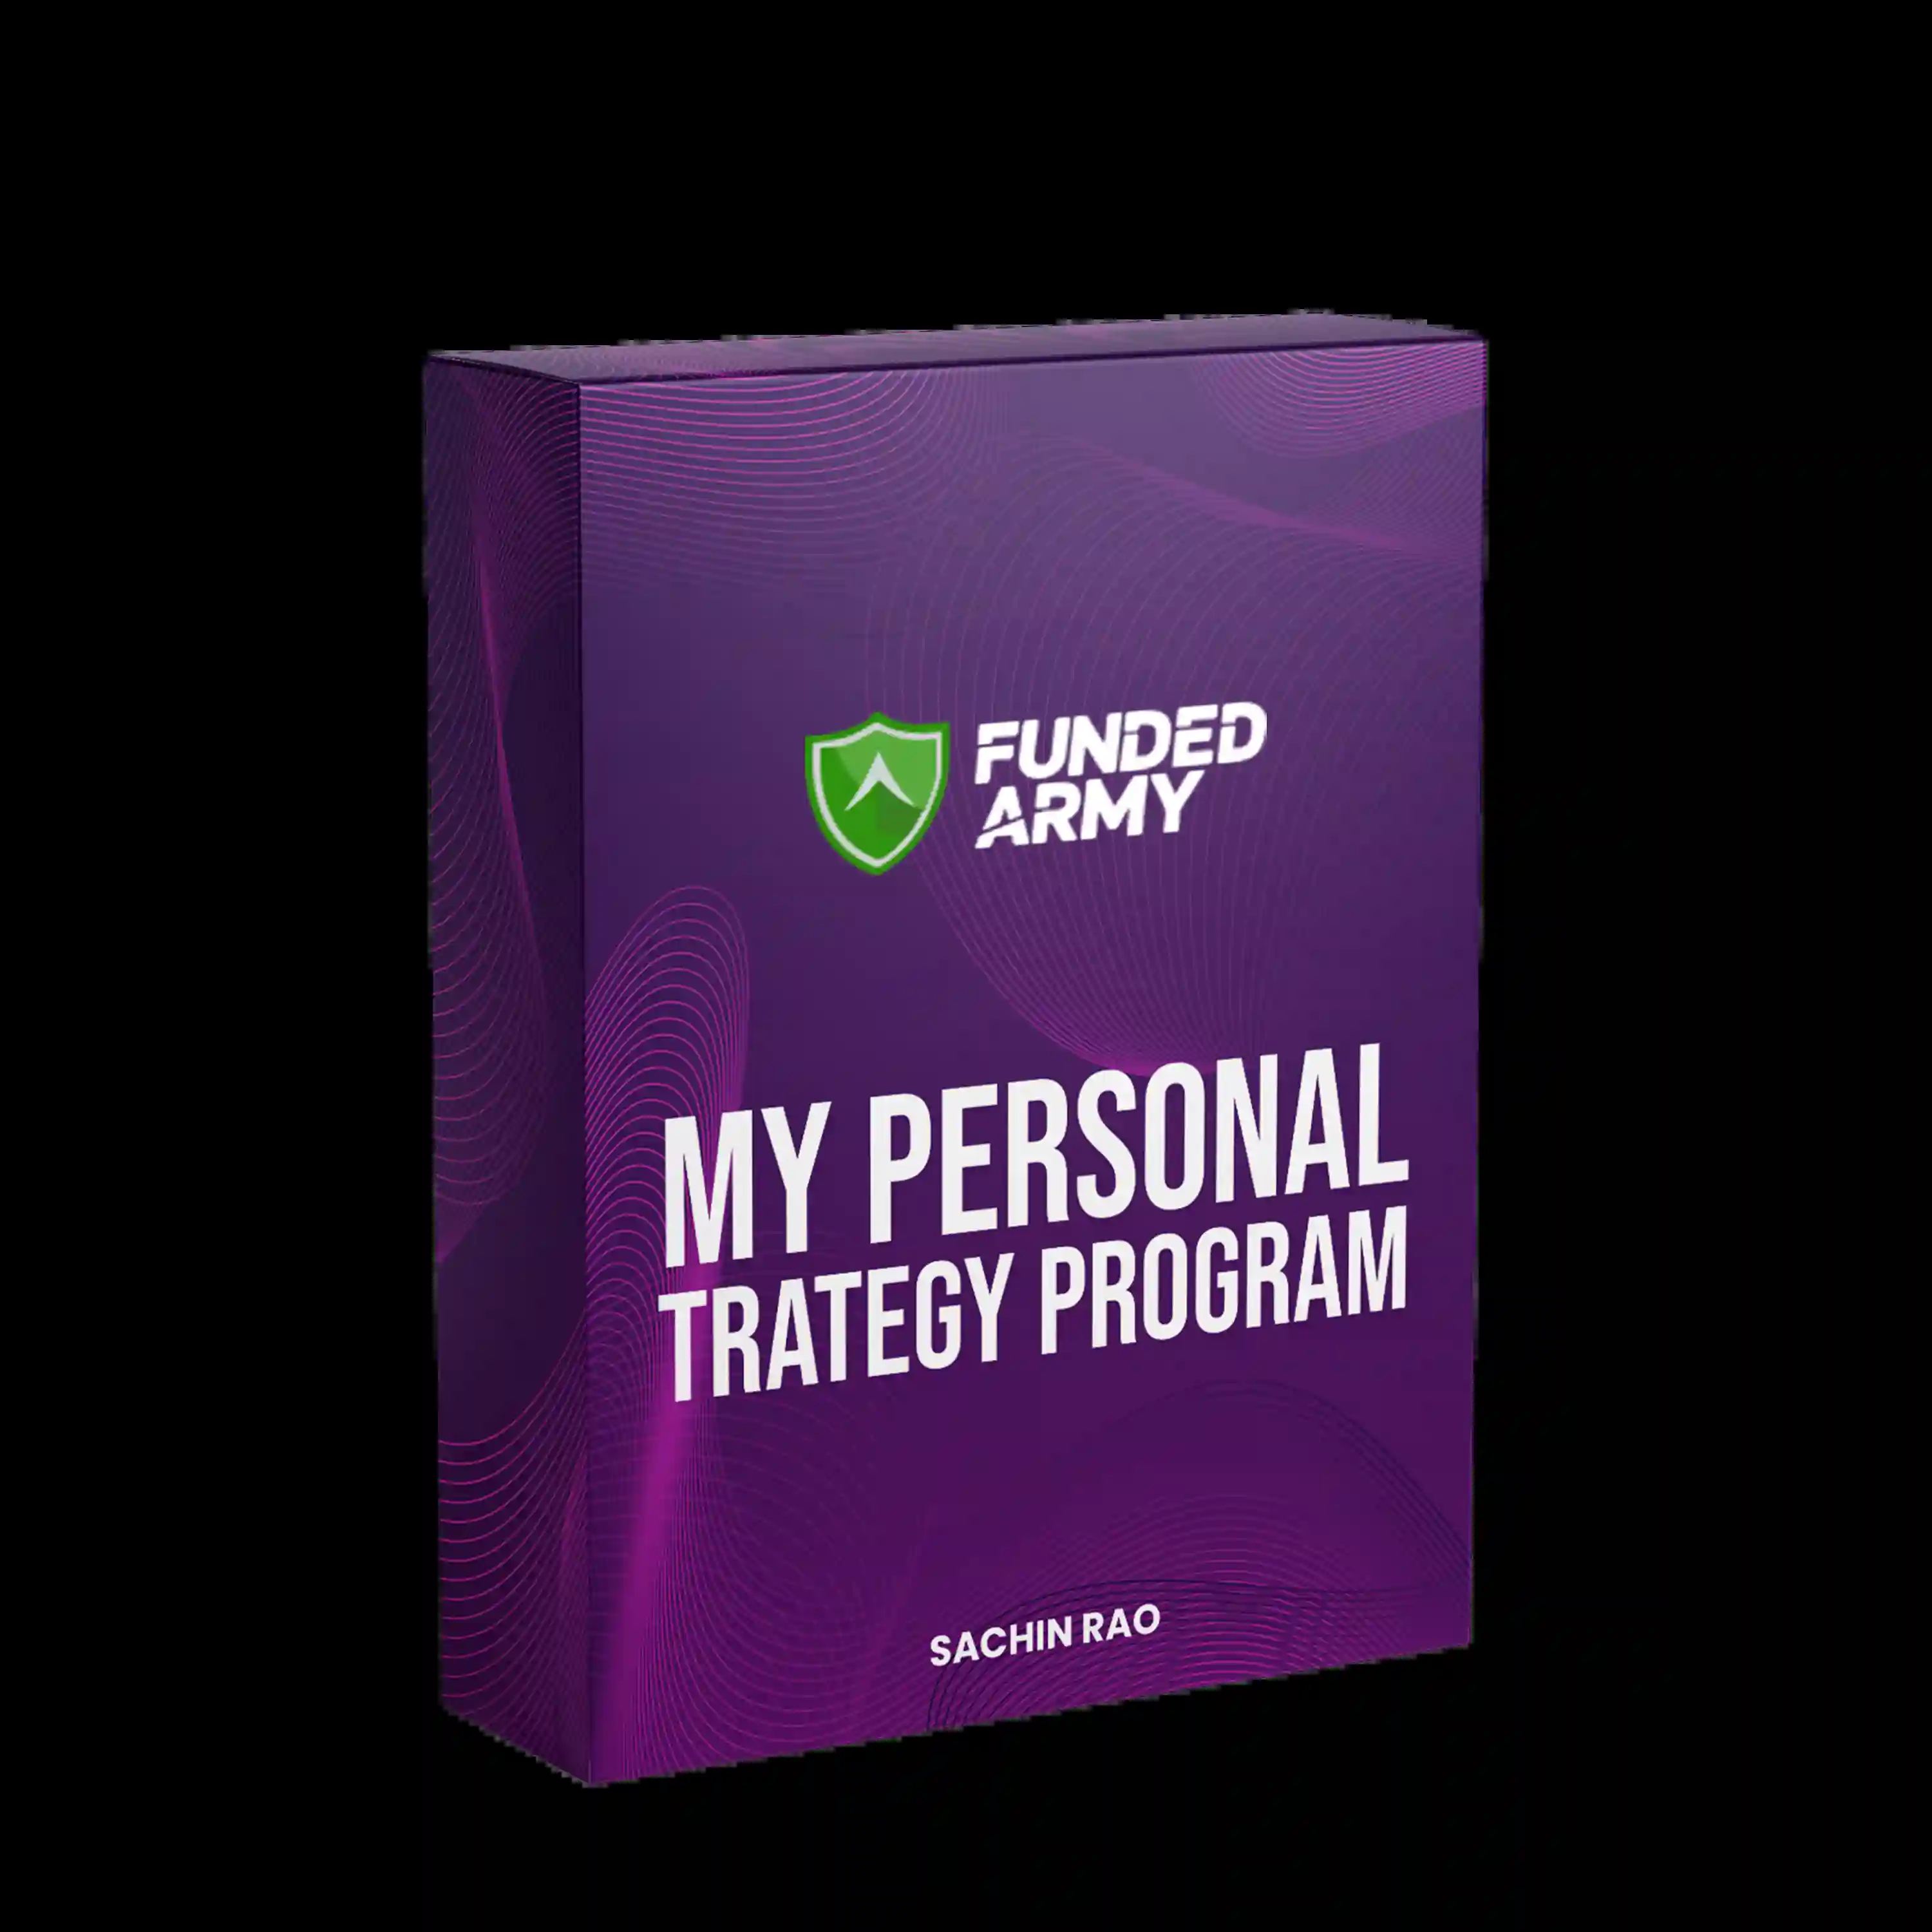 FUNDED
ARMY
MY PERSONAL
TRATEGY PROGRAM
SACHIN RAO